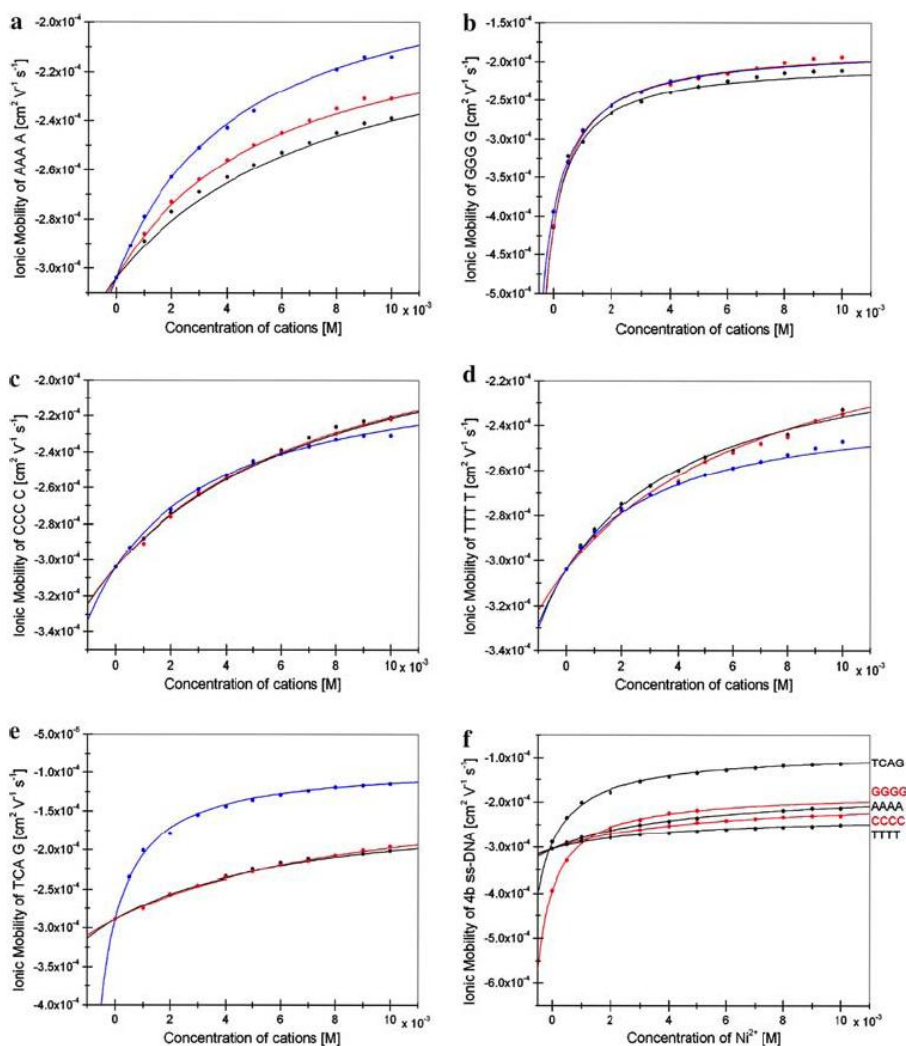 a
Ionic Mobility of AAA A [cm² V⁻¹ s⁻¹]
-2.0x10⁻⁴
-2.2x10⁻⁴
-2.4x10⁻⁴
-2.6x10⁻⁴
-2.8x10⁻⁴
-3.0x10⁻⁴
0 2 4 6 8 10 x 10⁻³
Concentration of cations [M]
b
Ionic Mobility of GGG G [cm² V⁻¹ s⁻¹]
-2.0x10⁻⁴
-2.5x10⁻⁴
-3.0x10⁻⁴
-3.5x10⁻⁴
-4.0x10⁻⁴
-4.5x10⁻⁴
-5.0x10⁻⁴
0 2 4 6 8 10 x 10⁻³
Concentration of cations [M]
c
Ionic Mobility of CCC C [cm² V⁻¹ s⁻¹]
-2.0x10⁻⁴
-2.2x10⁻⁴
-2.4x10⁻⁴
-2.6x10⁻⁴
-2.8x10⁻⁴
-3.0x10⁻⁴
-3.2x10⁻⁴
-3.4x10⁻⁴
0 2 4 6 8 10 x 10⁻³
Concentration of cations [M]
d
Ionic Mobility of TTT T [cm² V⁻¹ s⁻¹]
-2.2x10⁻⁴
-2.4x10⁻⁴
-2.6x10⁻⁴
-2.8x10⁻⁴
-3.0x10⁻⁴
-3.2x10⁻⁴
-3.4x10⁻⁴
0 2 4 6 8 10 x 10⁻³
Concentration of cations [M]
e
Ionic Mobility of TCA G [cm² V⁻¹ s⁻¹]
-5.0x10⁻⁵
-1.0x10⁻⁴
-1.5x10⁻⁴
-2.0x10⁻⁴
-2.5x10⁻⁴
-3.0x10⁻⁴
-3.5x10⁻⁴
-4.0x10⁻⁴
0 2 4 6 8 10 x 10⁻³
Concentration of cations [M]
f
Ionic Mobility of 4b ss-DNA [cm² V⁻¹ s⁻¹]
-1.0x10⁻⁴
-2.0x10⁻⁴
-3.0x10⁻⁴
-4.0x10⁻⁴
-5.0x10⁻⁴
-6.0x10⁻⁴
TCAG
GGGG
AAAA
CCCC
TTTT
0 2 4 6 8 10 x 10⁻³
Concentration of Ni²⁺ [M]